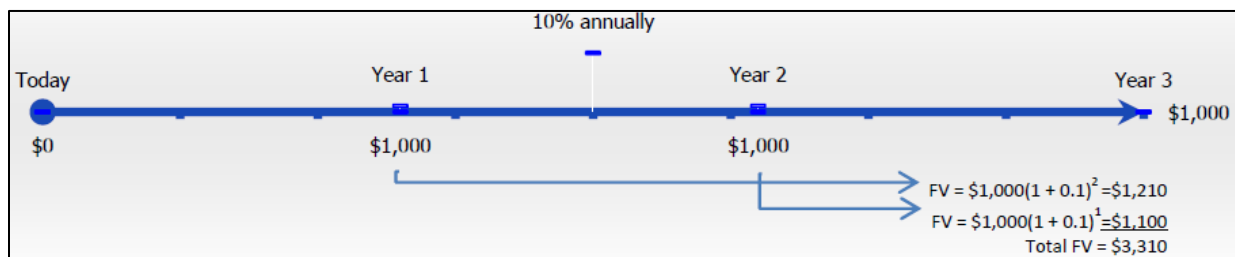 10% annually
Today
Year 1
Year 2
Year 3
$1,000
$0
$1,000
$1,000
FV = $1,000(1 + 0.1)²=$1,210
FV = $1,000(1 + 0.1)¹=$1,100
Total FV = $3,310